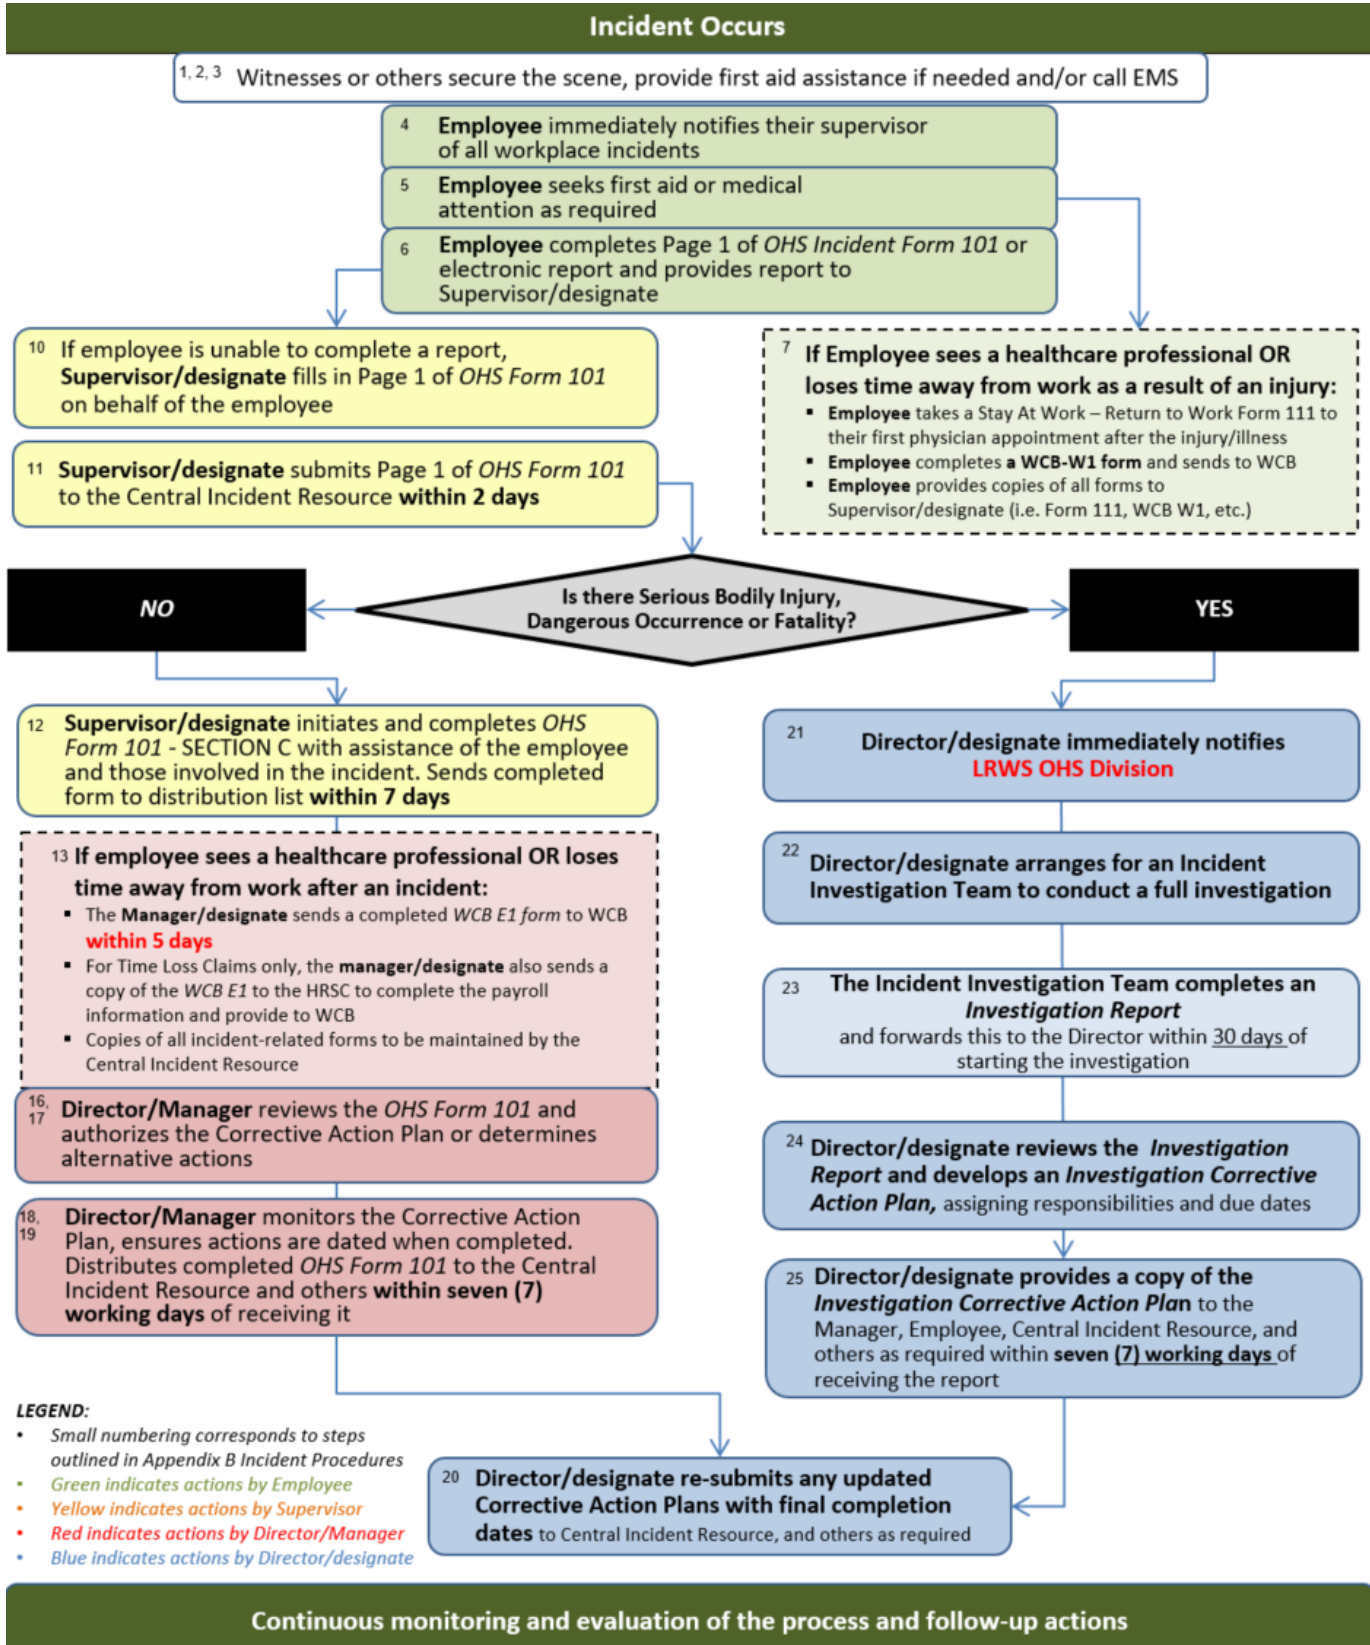 Incident Occurs
1, 2, 3 Witnesses or others secure the scene, provide first aid assistance if needed and/or call EMS
4 Employee immediately notifies their supervisor
of all workplace incidents
5 Employee seeks first aid or medical
attention as required
6 Employee completes Page 1 of OHS Incident Form 101 or
electronic report and provides report to
Supervisor/designate
10 If employee is unable to complete a report,
Supervisor/designate fills in Page 1 of OHS Form 101
on behalf of the employee
11 Supervisor/designate submits Page 1 of OHS Form 101
to the Central Incident Resource within 2 days
7 If Employee sees a healthcare professional OR
loses time away from work as a result of an injury:
▪ Employee takes a Stay At Work – Return to Work Form 111 to
their first physician appointment after the injury/illness
▪ Employee completes a WCB-W1 form and sends to WCB
▪ Employee provides copies of all forms to
Supervisor/designate (i.e. Form 111, WCB W1, etc.)
Is there Serious Bodily Injury,
Dangerous Occurrence or Fatality?
NO
YES
12 Supervisor/designate initiates and completes OHS
Form 101 - SECTION C with assistance of the employee
and those involved in the incident. Sends completed
form to distribution list within 7 days
13 If employee sees a healthcare professional OR loses
time away from work after an incident:
▪ The Manager/designate sends a completed WCB E1 form to WCB
within 5 days
▪ For Time Loss Claims only, the manager/designate also sends a
copy of the WCB E1 to the HRSC to complete the payroll
information and provide to WCB
▪ Copies of all incident-related forms to be maintained by the
Central Incident Resource
16, 17 Director/Manager reviews the OHS Form 101 and
authorizes the Corrective Action Plan or determines
alternative actions
18, 19 Director/Manager monitors the Corrective Action
Plan, ensures actions are dated when completed.
Distributes completed OHS Form 101 to the Central
Incident Resource and others within seven (7)
working days of receiving it
21 Director/designate immediately notifies
LRWS OHS Division
22 Director/designate arranges for an Incident
Investigation Team to conduct a full investigation
23 The Incident Investigation Team completes an
Investigation Report
and forwards this to the Director within 30 days of
starting the investigation
24 Director/designate reviews the Investigation
Report and develops an Investigation Corrective
Action Plan, assigning responsibilities and due dates
25 Director/designate provides a copy of the
Investigation Corrective Action Plan to the
Manager, Employee, Central Incident Resource, and
others as required within seven (7) working days of
receiving the report
20 Director/designate re-submits any updated
Corrective Action Plans with final completion
dates to Central Incident Resource, and others as required
LEGEND:
• Small numbering corresponds to steps
outlined in Appendix B Incident Procedures
• Green indicates actions by Employee
• Yellow indicates actions by Supervisor
• Red indicates actions by Director/Manager
• Blue indicates actions by Director/designate
Continuous monitoring and evaluation of the process and follow-up actions